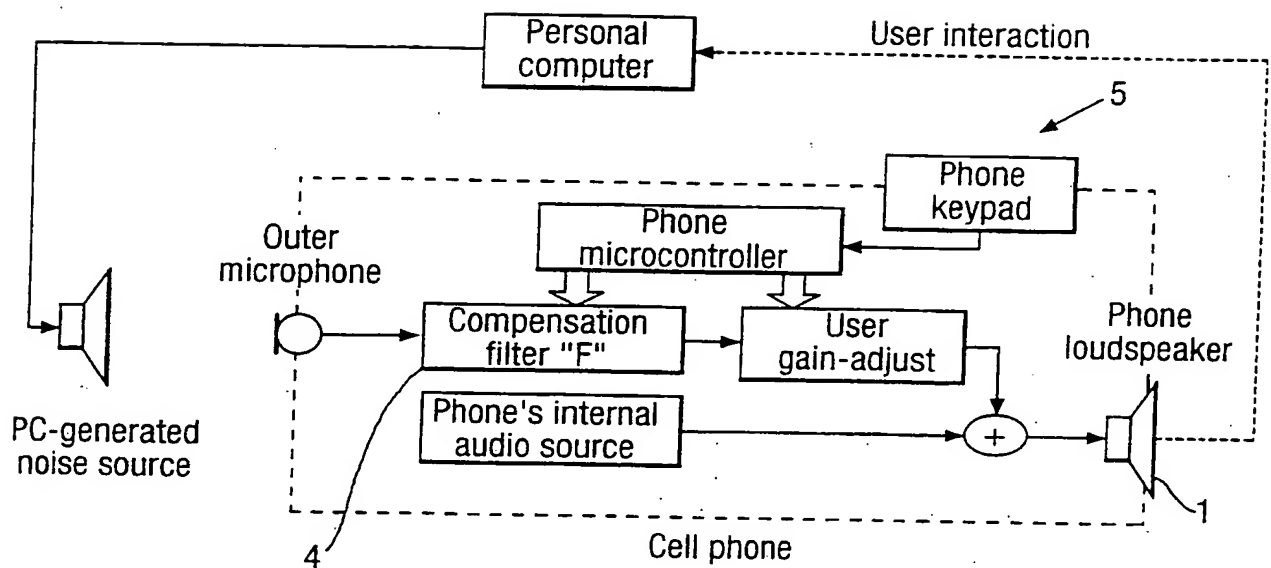 Personal
computer
User interaction
5
Phone
keypad
Phone
microcontroller
Outer
microphone
Compensation
filter "F"
User
gain-adjust
Phone
loudspeaker
PC-generated
noise source
Phone's internal
audio source
+
1
4
Cell phone